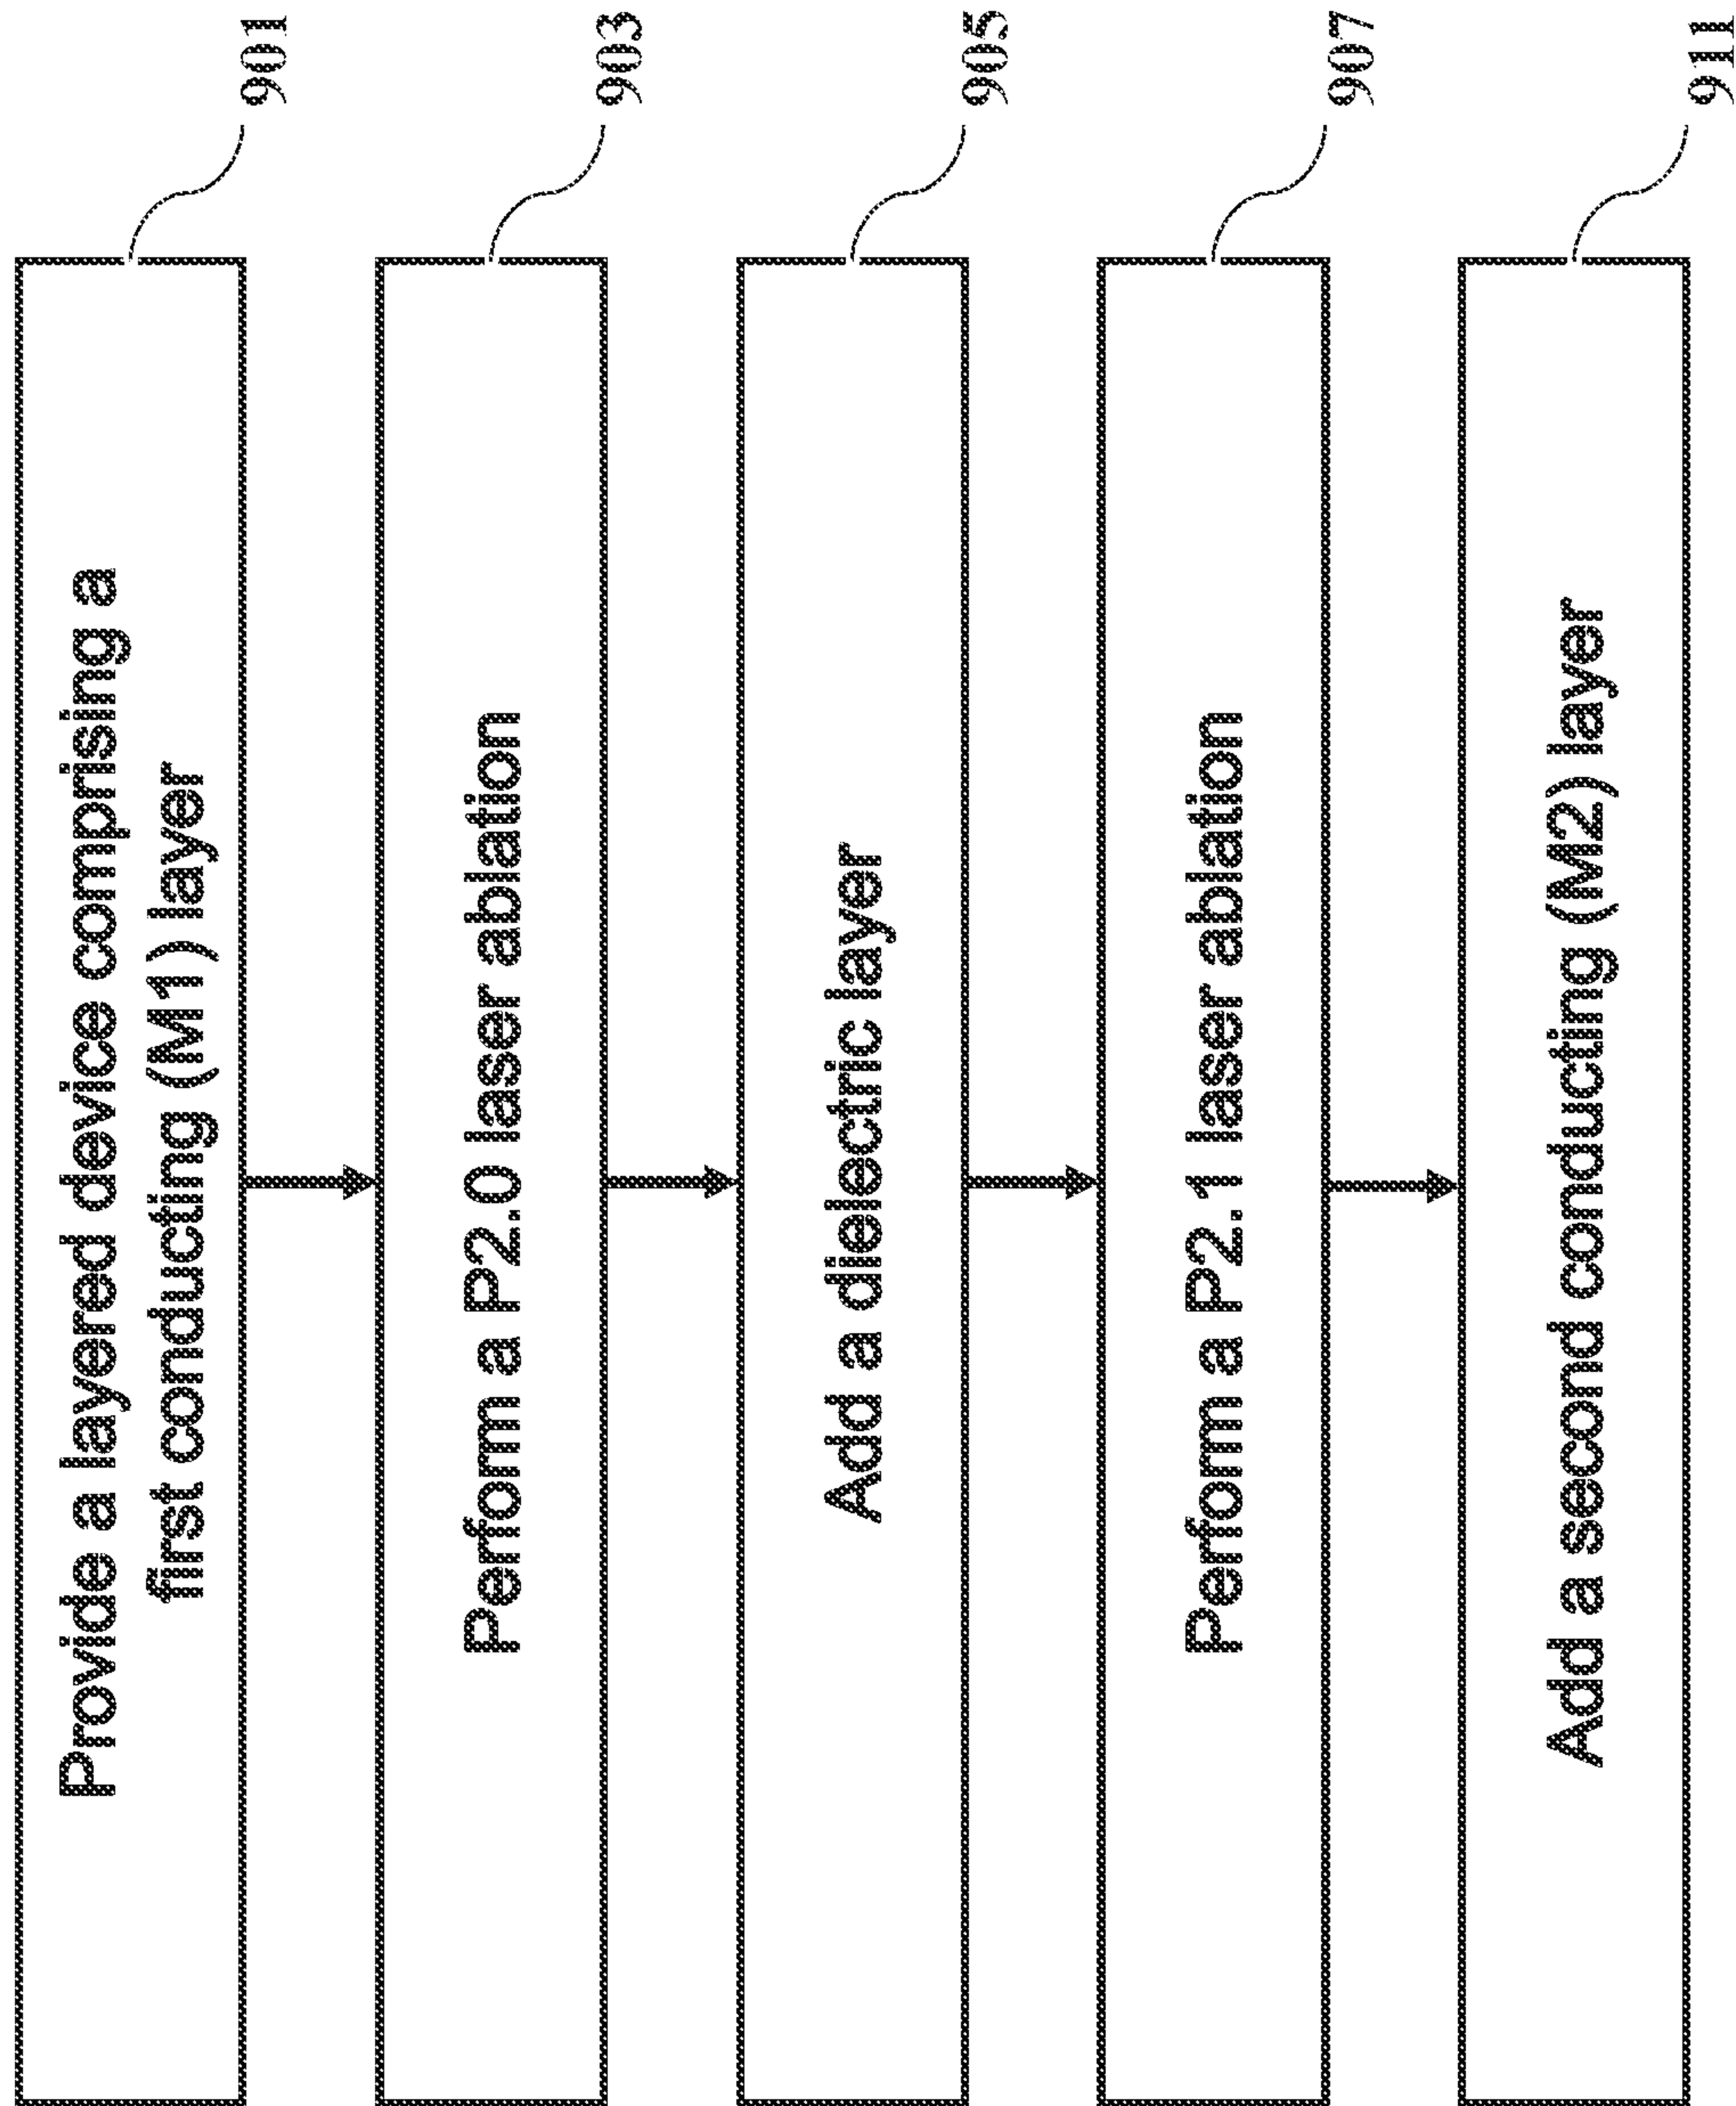 Provide a layered device comprising a
first conducting (M1) layer
901
Perform a P2.0 laser ablation
903
Add a dielectric layer
905
Perform a P2.1 laser ablation
907
Add a second conducting (M2) layer
911